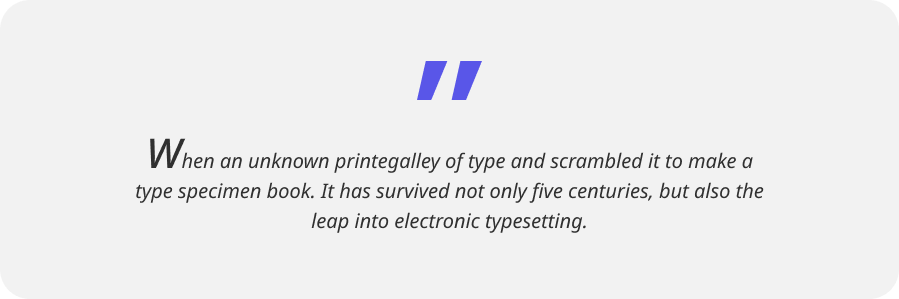 "
When an unknown printegalley of type and scrambled it to make a
type specimen book. It has survived not only five centuries, but also the
leap into electronic typesetting.